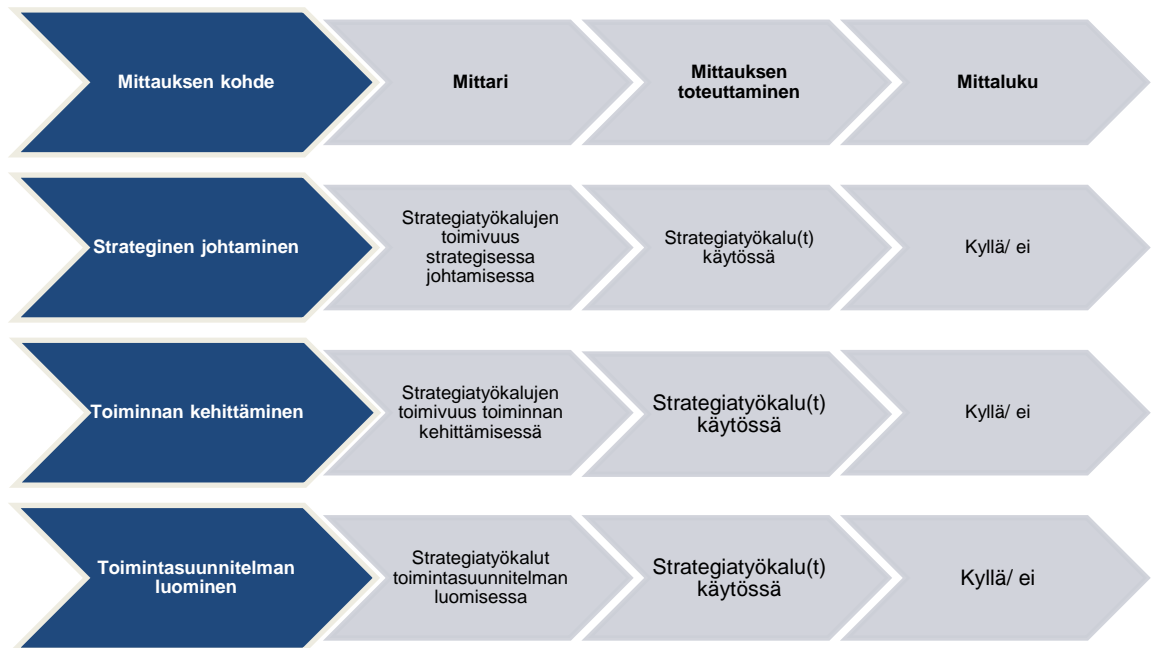 Mittauksen kohde
Mittari
Mittauksen
toteuttaminen
Mittaluku
Strateginen johtaminen
Strategiatyökalujen
toimivuus
strategisessa
johtamisessa
Strategiatyökalu(t)
käytössä
Kyllä/ ei
Toiminnan kehittäminen
Strategiatyökalujen
toimivuus toiminnan
kehittämisessä
Strategiatyökalu(t)
käytössä
Kyllä/ ei
Toimintasuunnitelman
luominen
Strategiatyökalut
toimintasuunnitelman
luomisessa
Strategiatyökalu(t)
käytössä
Kyllä/ ei